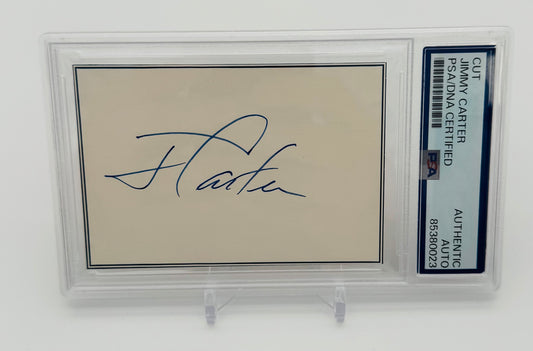 J Carter
CUT
JIMMY CARTER
PSA/DNA CERTIFIED
PSA
AUTHENTIC
AUTO
85380023